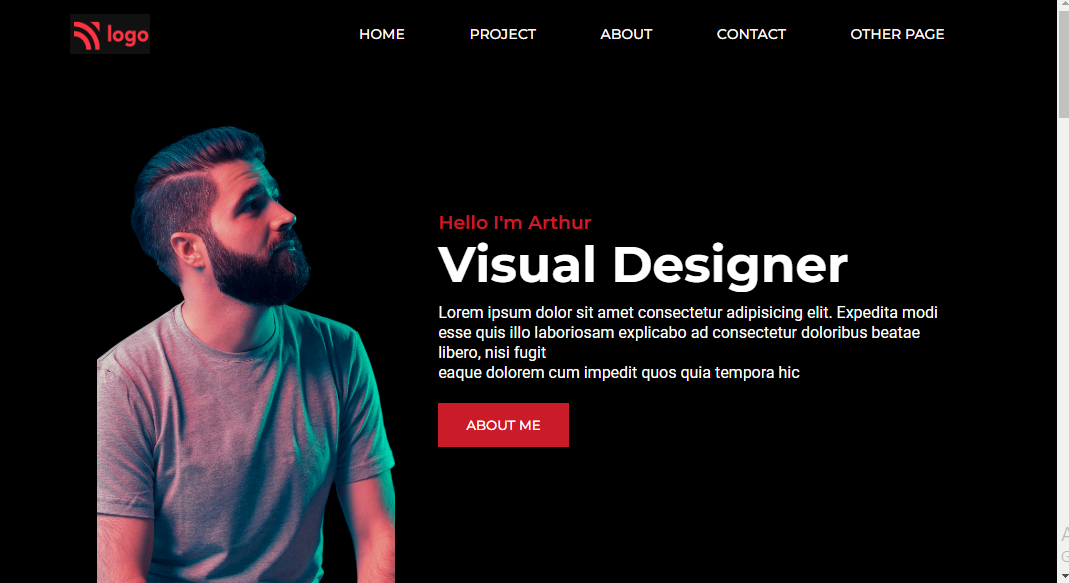 logo
HOME PROJECT ABOUT CONTACT OTHER PAGE
Hello I'm Arthur
Visual Designer
Lorem ipsum dolor sit amet consectetur adipisicing elit. Expedita modi
esse quis illo laboriosam explicabo ad consectetur doloribus beatae
libero, nisi fugit
eaque dolorem cum impedit quos quia tempora hic
ABOUT ME